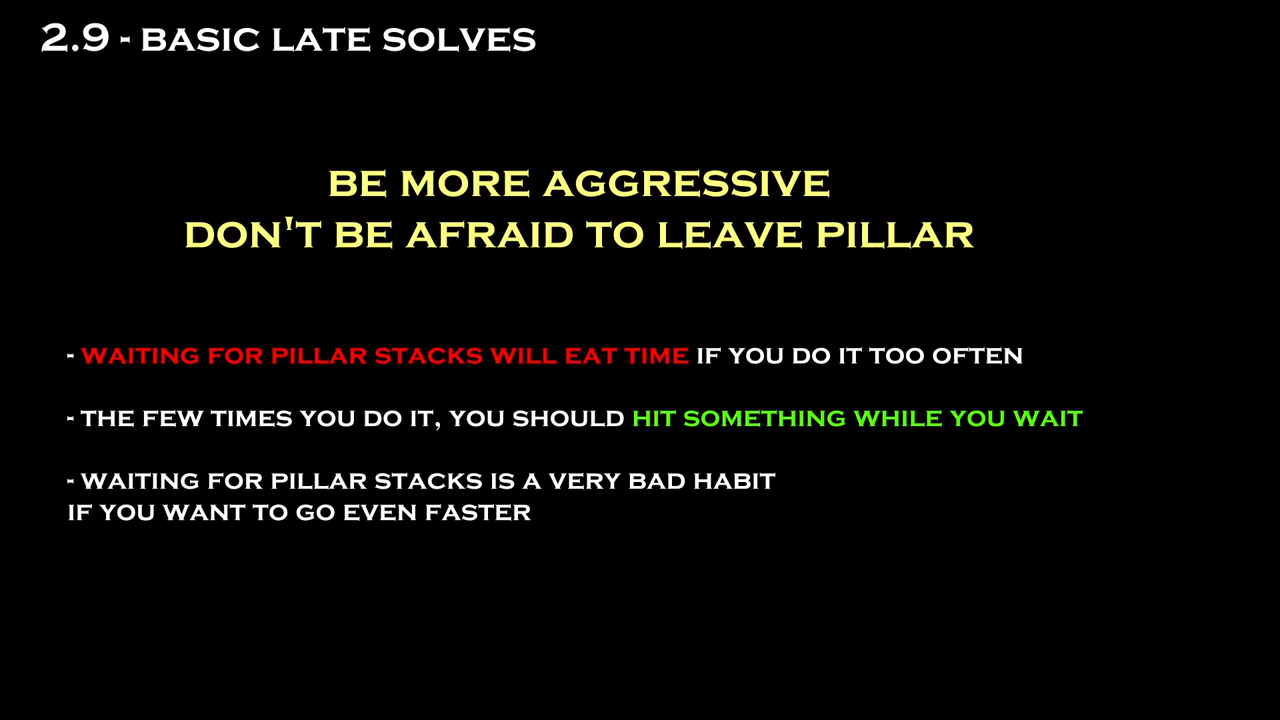 2.9 - BASIC LATE SOLVES
BE MORE AGGRESSIVE
DON'T BE AFRAID TO LEAVE PILLAR
- WAITING FOR PILLAR STACKS WILL EAT TIME IF YOU DO IT TOO OFTEN
- THE FEW TIMES YOU DO IT, YOU SHOULD HIT SOMETHING WHILE YOU WAIT
- WAITING FOR PILLAR STACKS IS A VERY BAD HABIT
IF YOU WANT TO GO EVEN FASTER